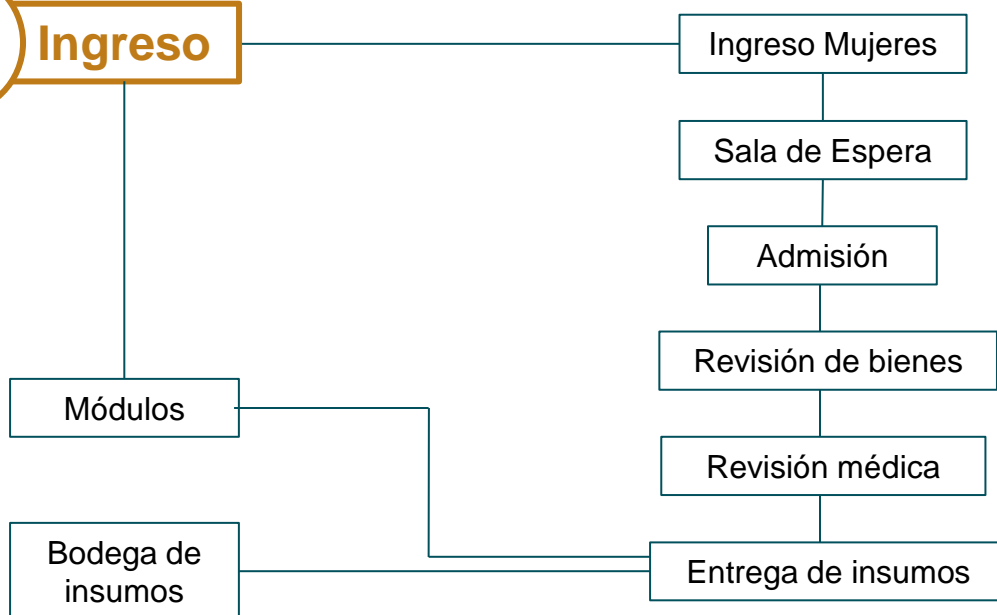 Ingreso
Ingreso Mujeres
Sala de Espera
Admisión
Revisión de bienes
Módulos
Revisión médica
Bodega de
insumos
Entrega de insumos